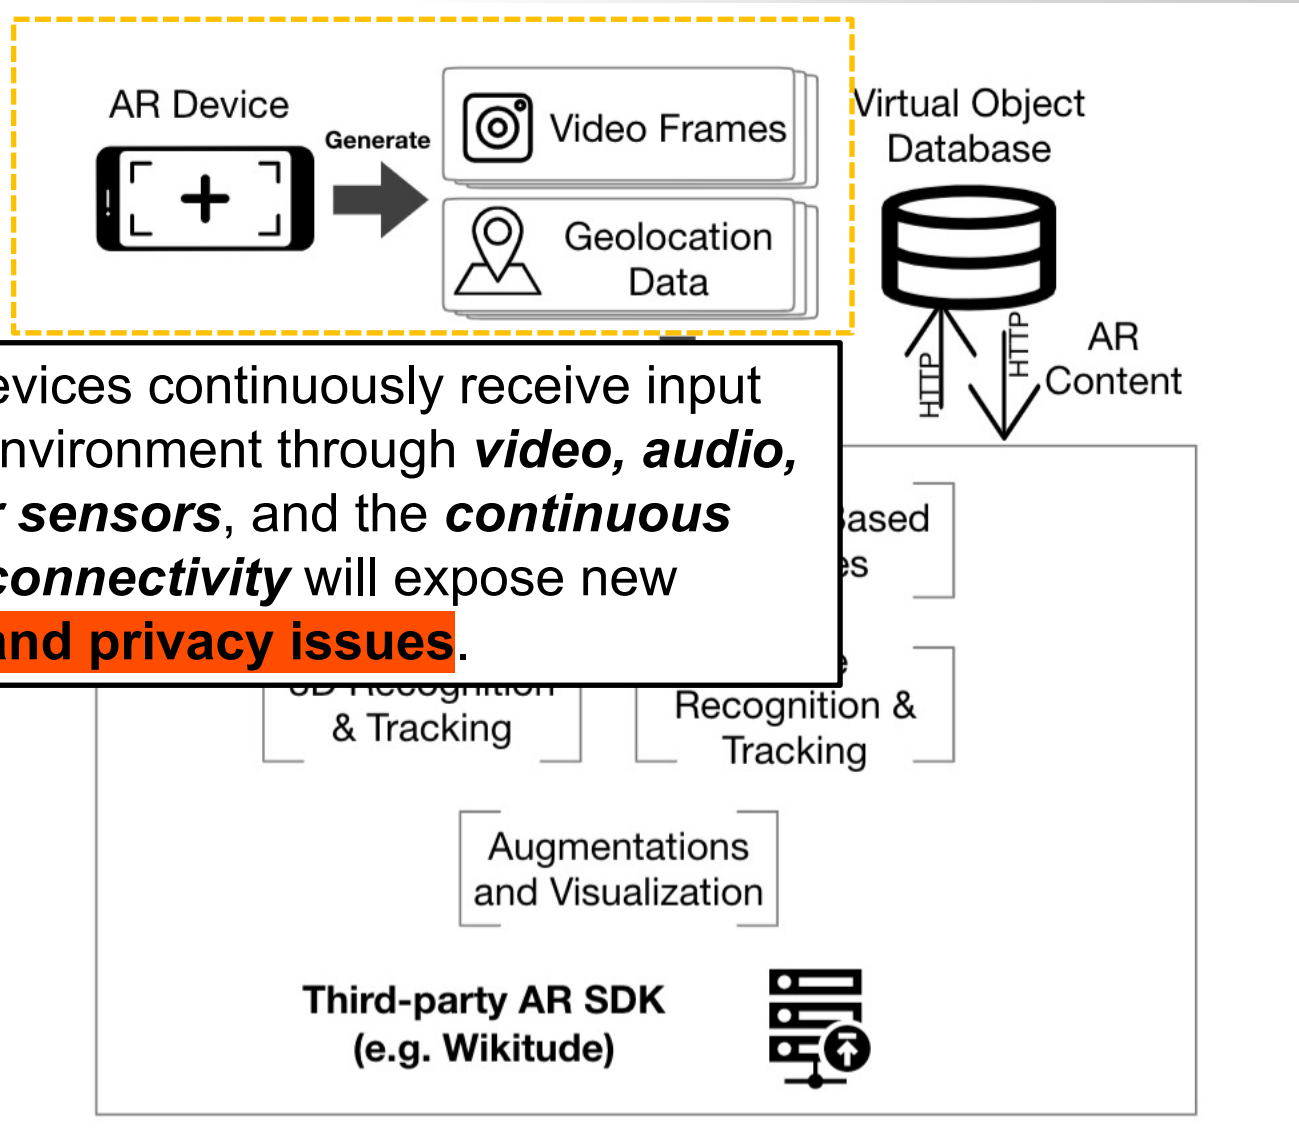 AR Device
Generate
Video Frames
Geolocation
Data
Virtual Object
Database
HTTP
HTTP
AR
Content
evices continuously receive input
nvironment through video, audio,
r sensors, and the continuous
connectivity will expose new
and privacy issues.
ased
es
3D Recognition
& Tracking
Recognition &
Tracking
Augmentations
and Visualization
Third-party AR SDK
(e.g. Wikitude)